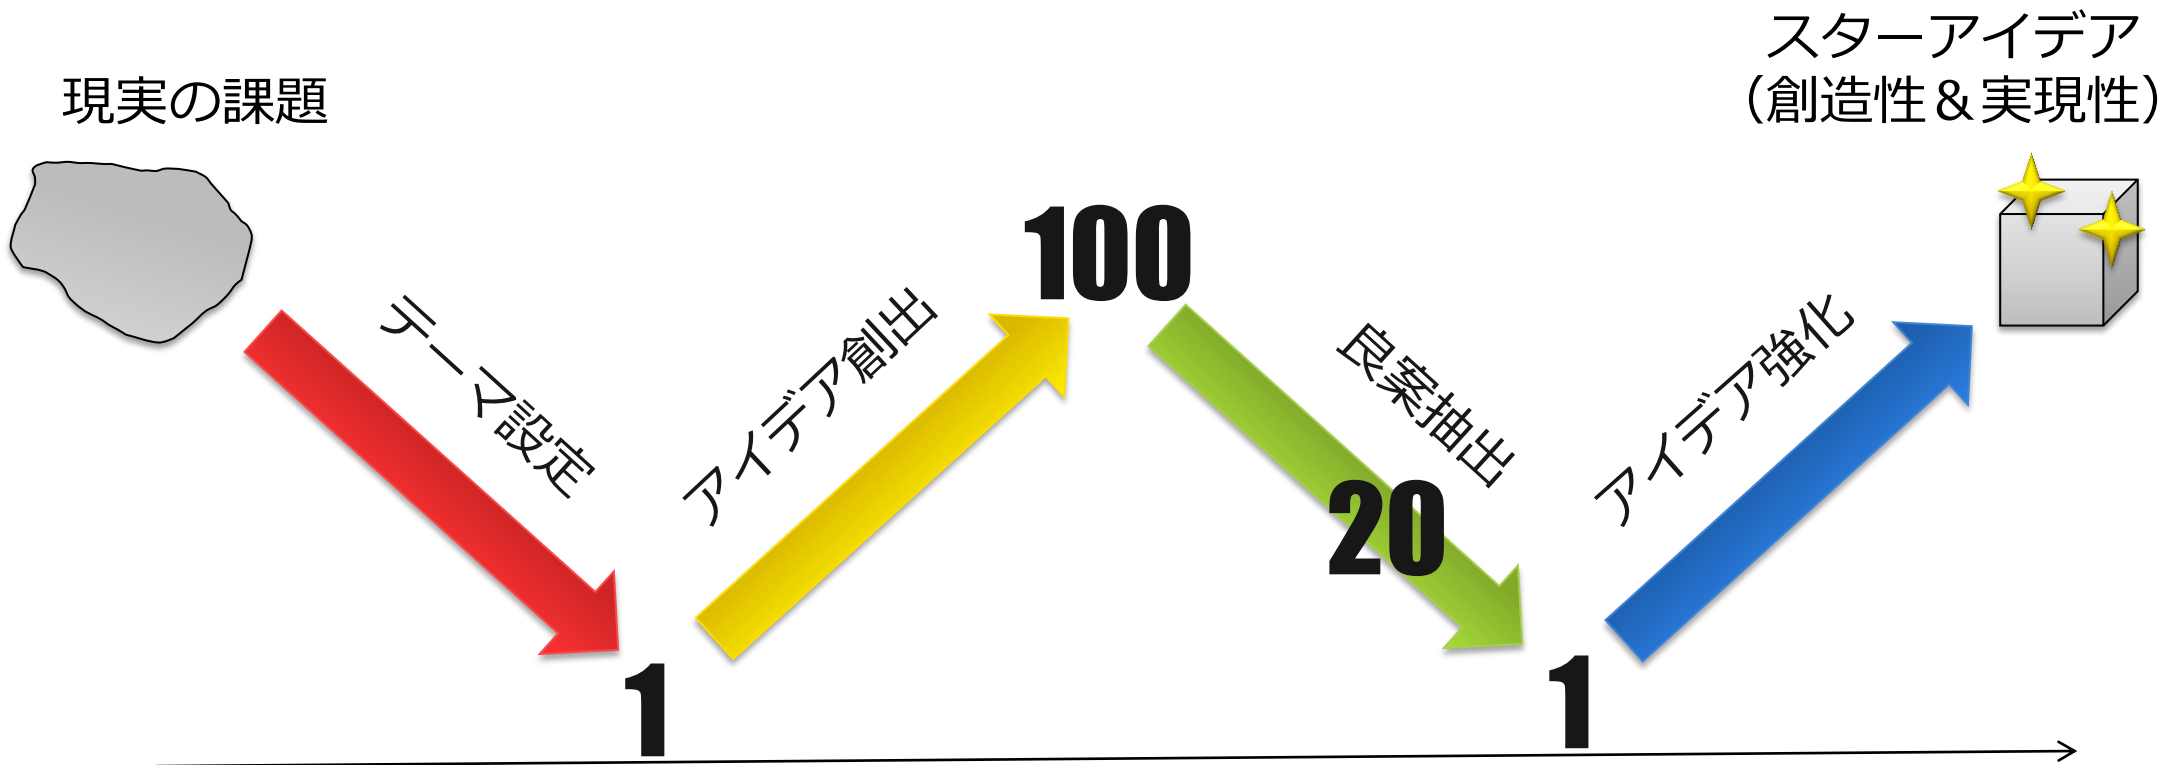 現実の課題
テーマ設定
1
アイデア創出
100
良案抽出
20
1
アイデア強化
スターアイデア
（創造性＆実現性）